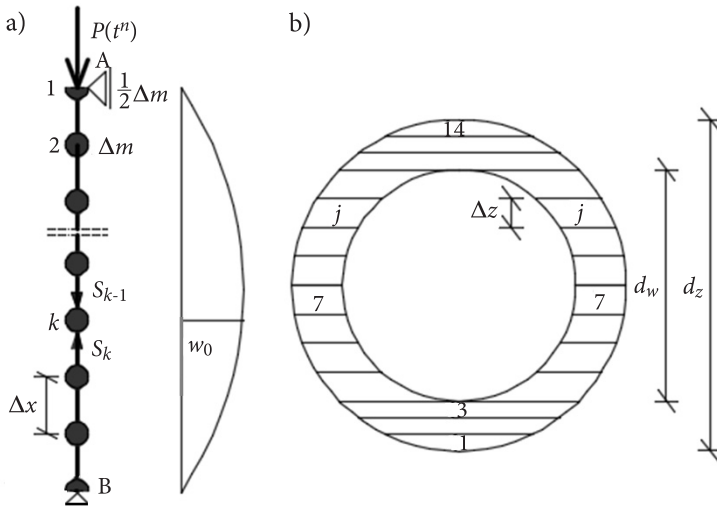 a)
P(tⁿ)
A
1
½Δm
2
Δm
S_{k-1}
k
S_k
w₀
Δx
B
b)
14
j
j
Δz
7
7
d_w
d_z
3
1